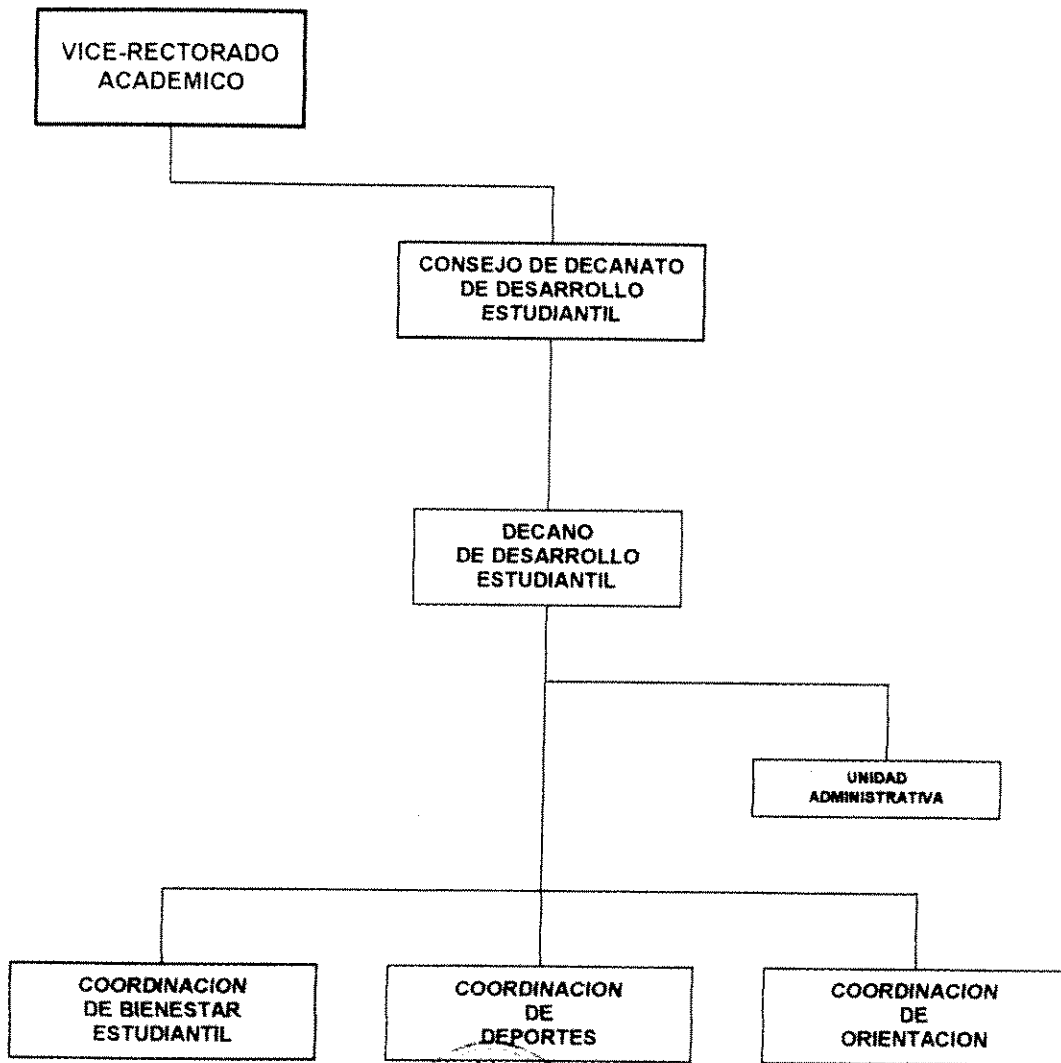 VICE-RECTORADO
ACADEMICO
CONSEJO DE DECANATO
DE DESARROLLO
ESTUDIANTIL
DECANO
DE DESARROLLO
ESTUDIANTIL
UNIDAD
ADMINISTRATIVA
COORDINACION
DE BIENESTAR
ESTUDIANTIL
COORDINACION
DE
DEPORTES
COORDINACION
DE
ORIENTACION